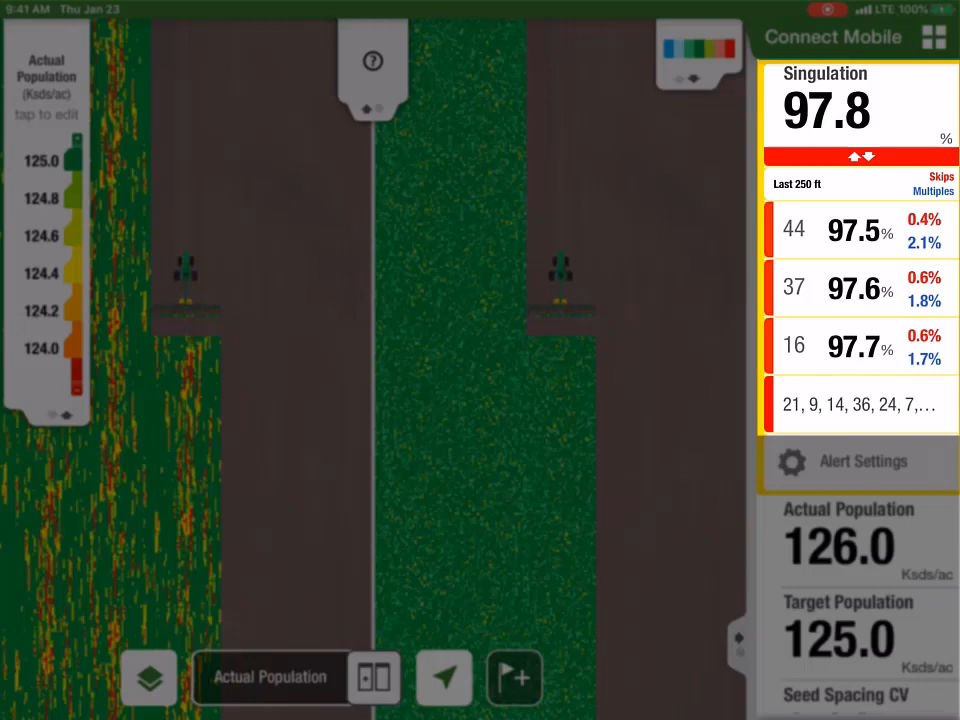 9:41 AM Thu Jan 23
LTE 100%
Connect Mobile
Actual
Population
(Ksds/ac)
tap to edit
125.0
124.8
124.6
124.4
124.2
124.0
?
Singulation
97.8
%
Last 250 ft
Skips
Multiples
44 97.5% 0.4%
2.1%
37 97.6% 0.6%
1.8%
16 97.7% 0.6%
1.7%
21, 9, 14, 36, 24, 7,...
Alert Settings
Actual Population
126.0
Ksds/ac
Target Population
125.0
Ksds/ac
Seed Spacing CV
Actual Population